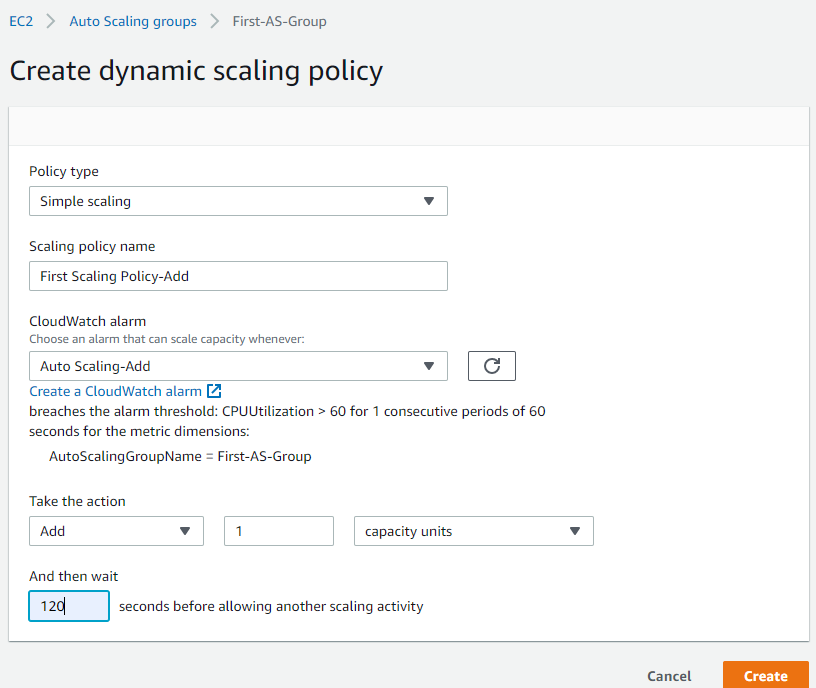 EC2 > Auto Scaling groups > First-AS-Group
Create dynamic scaling policy
Policy type
Simple scaling
Scaling policy name
First Scaling Policy-Add
CloudWatch alarm
Choose an alarm that can scale capacity whenever:
Auto Scaling-Add
Create a CloudWatch alarm
breaches the alarm threshold: CPUUtilization > 60 for 1 consecutive periods of 60
seconds for the metric dimensions:
AutoScalingGroupName = First-AS-Group
Take the action
Add 1 capacity units
And then wait
120 seconds before allowing another scaling activity
Cancel Create